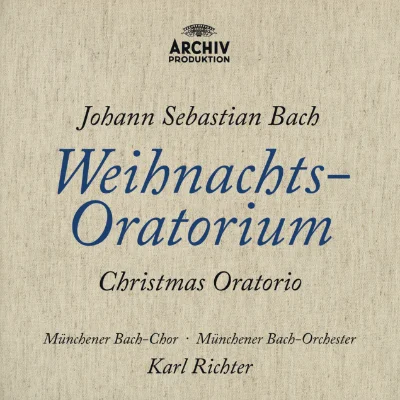 ARCHIV
PRODUKTION
Johann Sebastian Bach
Weihnachts-
Oratorium
Christmas Oratorio
Münchener Bach-Chor · Münchener Bach-Orchester
Karl Richter